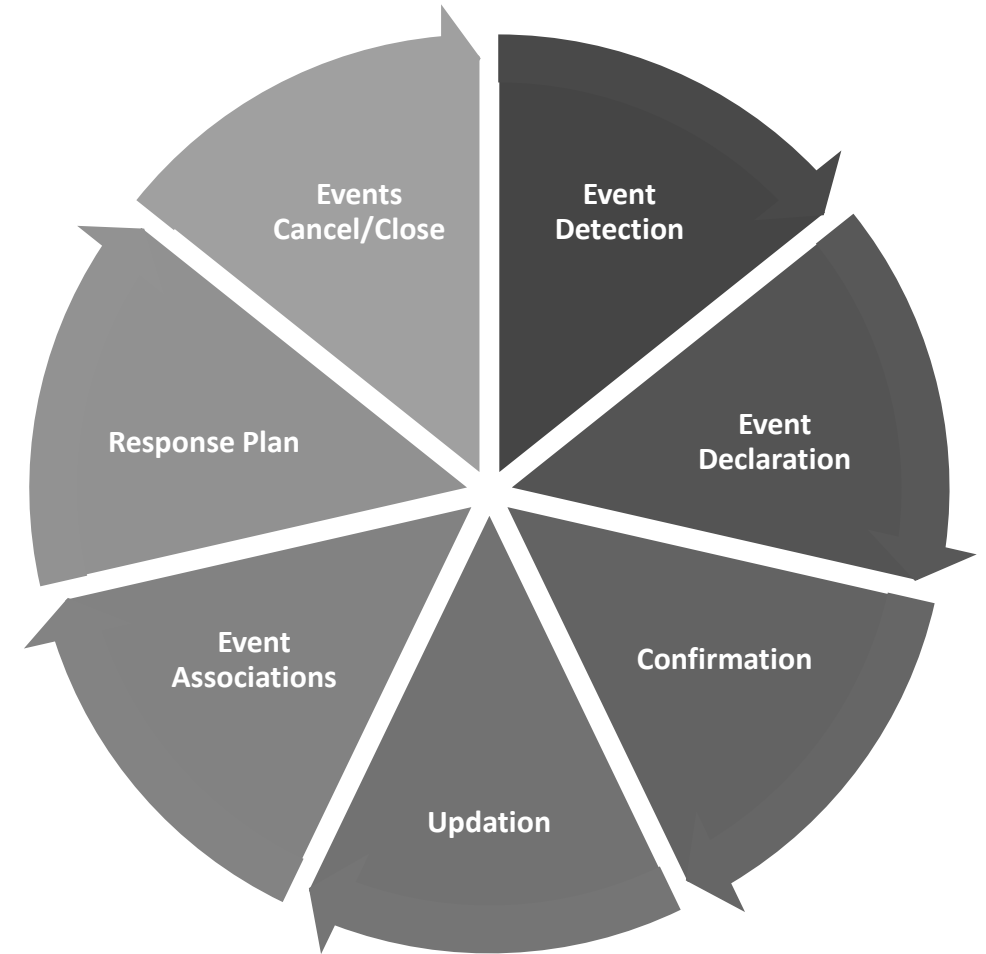 Event
Detection
Event
Declaration
Confirmation
Updation
Event
Associations
Response Plan
Events
Cancel/Close